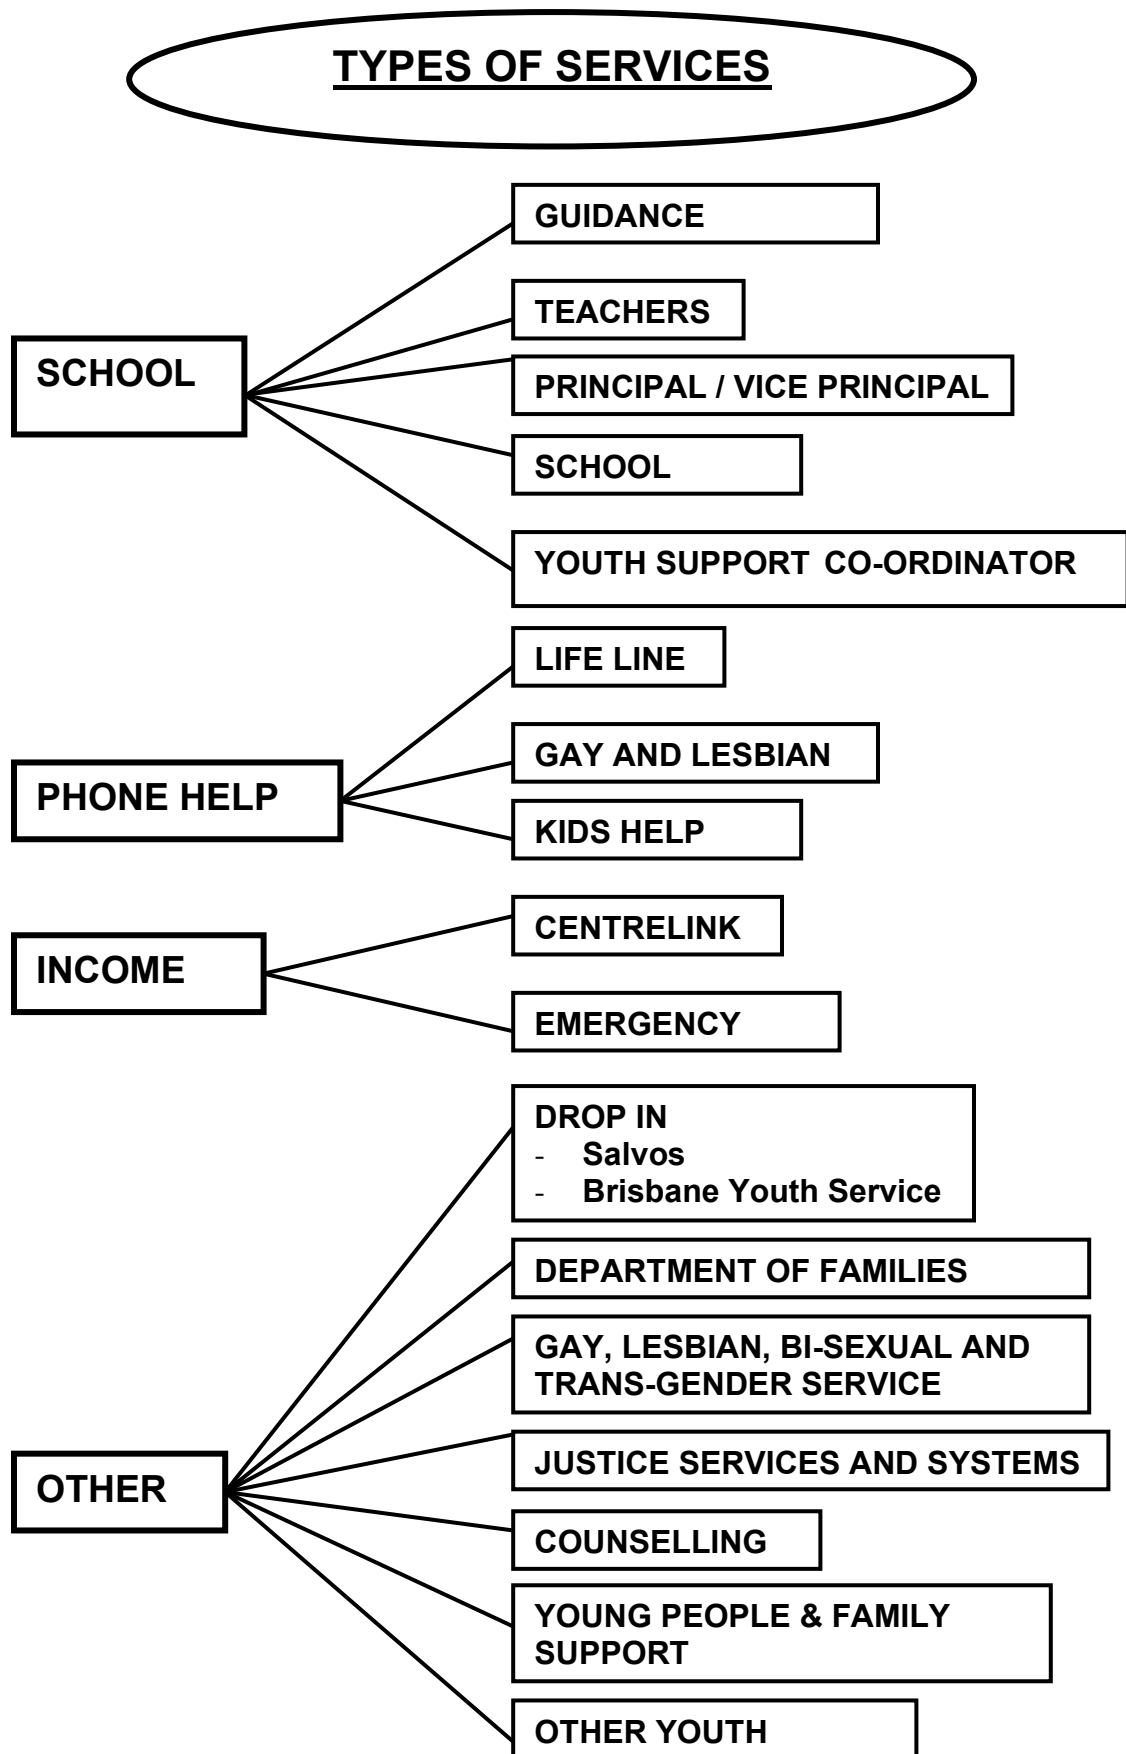 TYPES OF SERVICES
GUIDANCE
TEACHERS
SCHOOL
PRINCIPAL / VICE PRINCIPAL
SCHOOL
YOUTH SUPPORT CO-ORDINATOR
LIFE LINE
GAY AND LESBIAN
PHONE HELP
KIDS HELP
CENTRELINK
INCOME
EMERGENCY
DROP IN
- Salvos
- Brisbane Youth Service
DEPARTMENT OF FAMILIES
GAY, LESBIAN, BI-SEXUAL AND
TRANS-GENDER SERVICE
JUSTICE SERVICES AND SYSTEMS
OTHER
COUNSELLING
YOUNG PEOPLE & FAMILY
SUPPORT
OTHER YOUTH